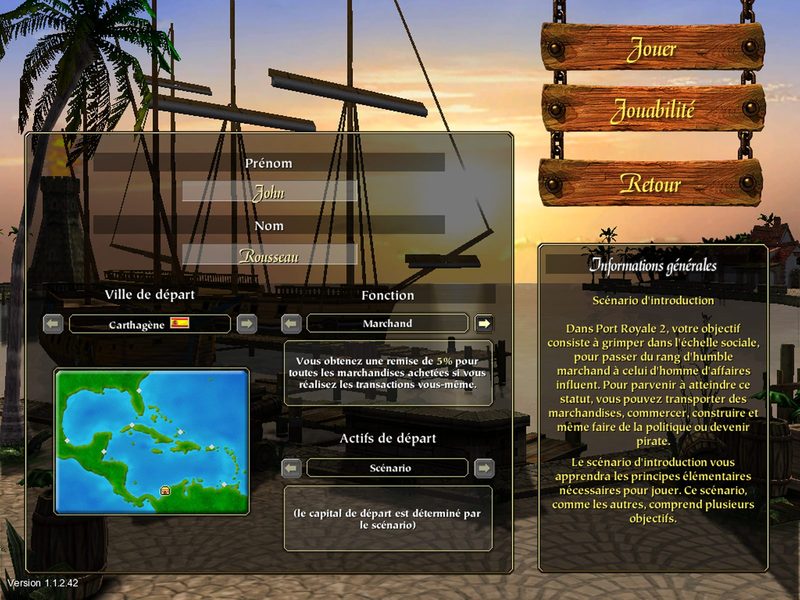 Jouer
Jouabilité
Retour
Prénom
John
Nom
Rousseau
Ville de départ
Carthagène
Fonction
Marchand
Vous obtenez une remise de 5% pour
toutes les marchandises achetées si vous
réalisez les transactions vous-même.
Actifs de départ
Scénario
(le capital de départ est déterminé par
le scénario)
Informations générales
Scénario d'introduction
Dans Port Royale 2, votre objectif
consiste à grimper dans l'échelle sociale,
pour passer du rang d'humble
marchand à celui d'homme d'affaires
influent. Pour parvenir à atteindre ce
statut, vous pouvez transporter des
marchandises, commercer, construire et
même faire de la politique ou devenir
pirate.
Le scénario d'introduction vous
apprendra les principes élémentaires
nécessaires pour jouer. Ce scénario,
comme les autres, comprend plusieurs
objectifs.
Version 1.1.2.42